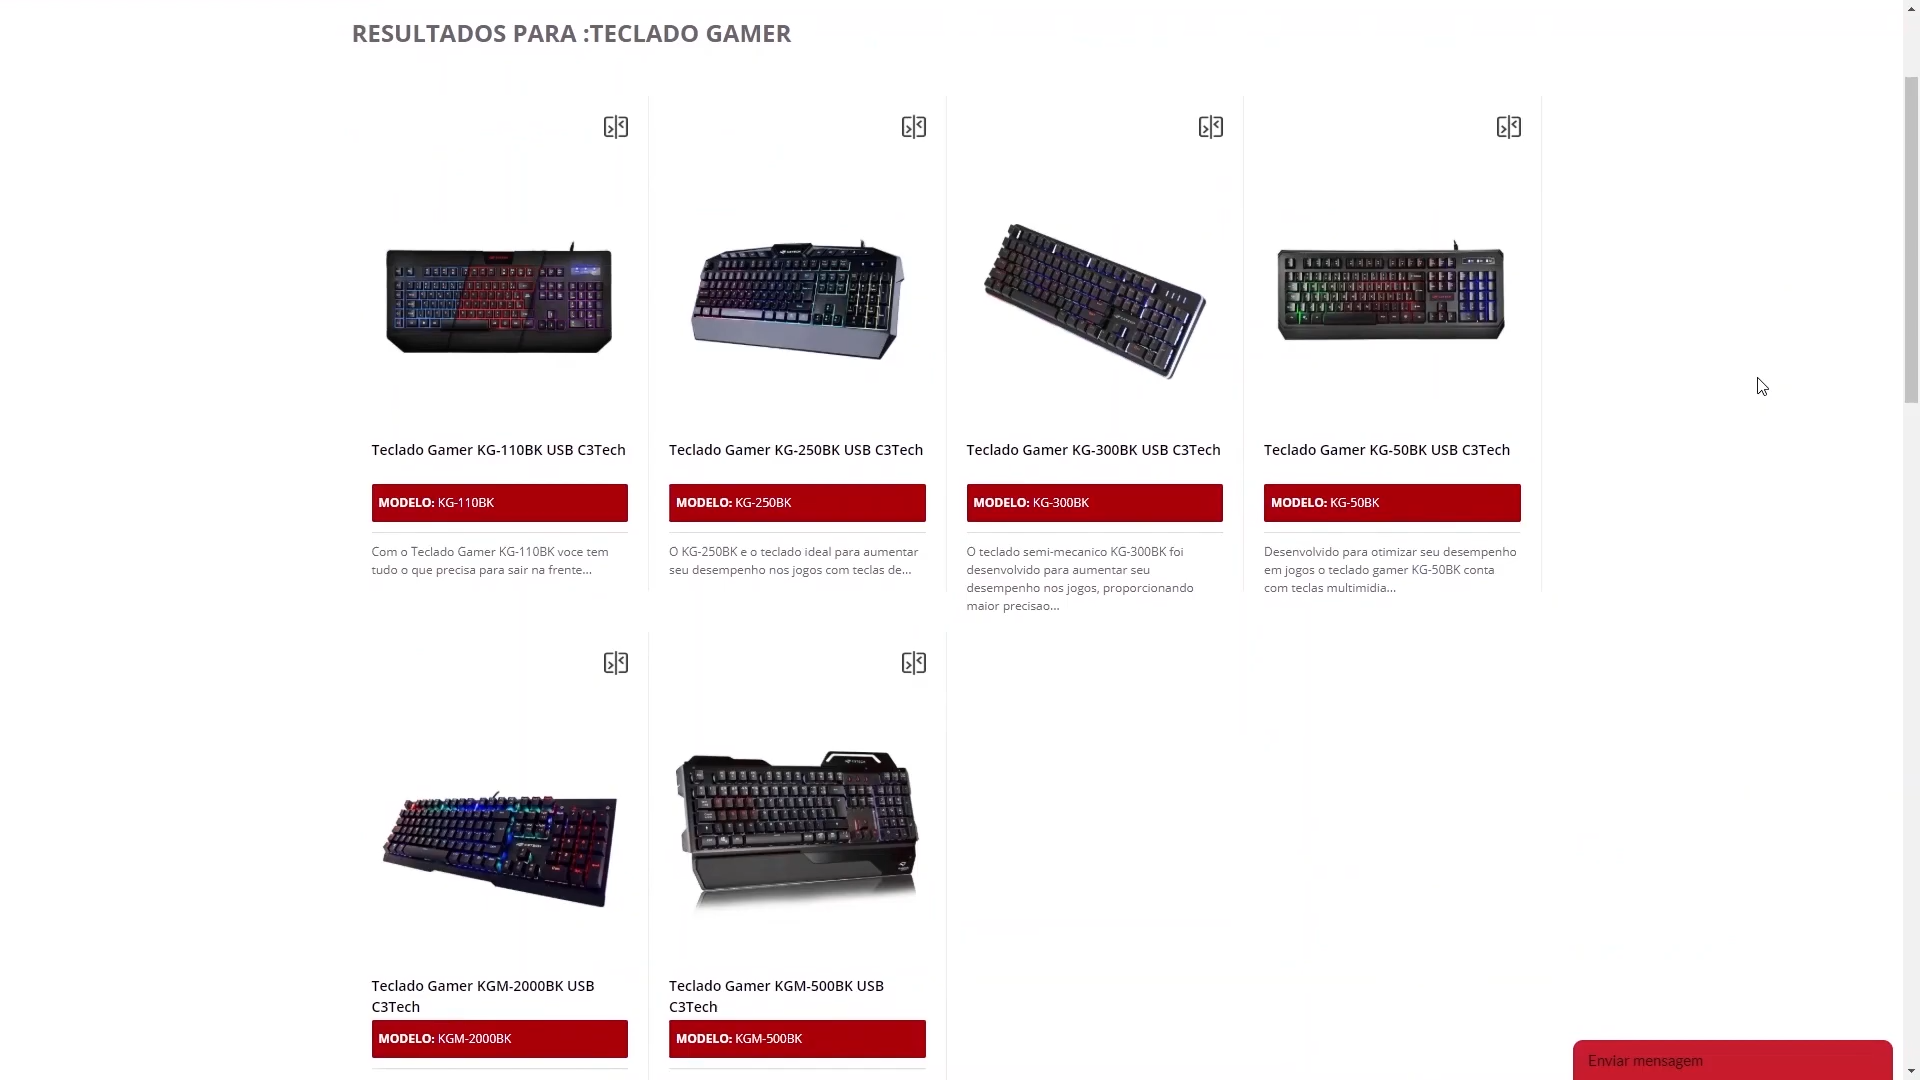 RESULTADOS PARA :TECLADO GAMER
Teclado Gamer KG-110BK USB C3Tech
MODELO: KG-110BK
Com o Teclado Gamer KG-110BK voce tem
tudo o que precisa para sair na frente...
Teclado Gamer KG-250BK USB C3Tech
MODELO: KG-250BK
O KG-250BK e o teclado ideal para aumentar
seu desempenho nos jogos com teclas de...
Teclado Gamer KG-300BK USB C3Tech
MODELO: KG-300BK
O teclado semi-mecanico KG-300BK foi
desenvolvido para aumentar seu
desempenho nos jogos, proporcionando
maior precisao...
Teclado Gamer KG-50BK USB C3Tech
MODELO: KG-50BK
Desenvolvido para otimizar seu desempenho
em jogos o teclado gamer KG-50BK conta
com teclas multimidia...
Teclado Gamer KGM-2000BK USB
C3Tech
MODELO: KGM-2000BK
Teclado Gamer KGM-500BK USB
C3Tech
MODELO: KGM-500BK
Enviar mensagem